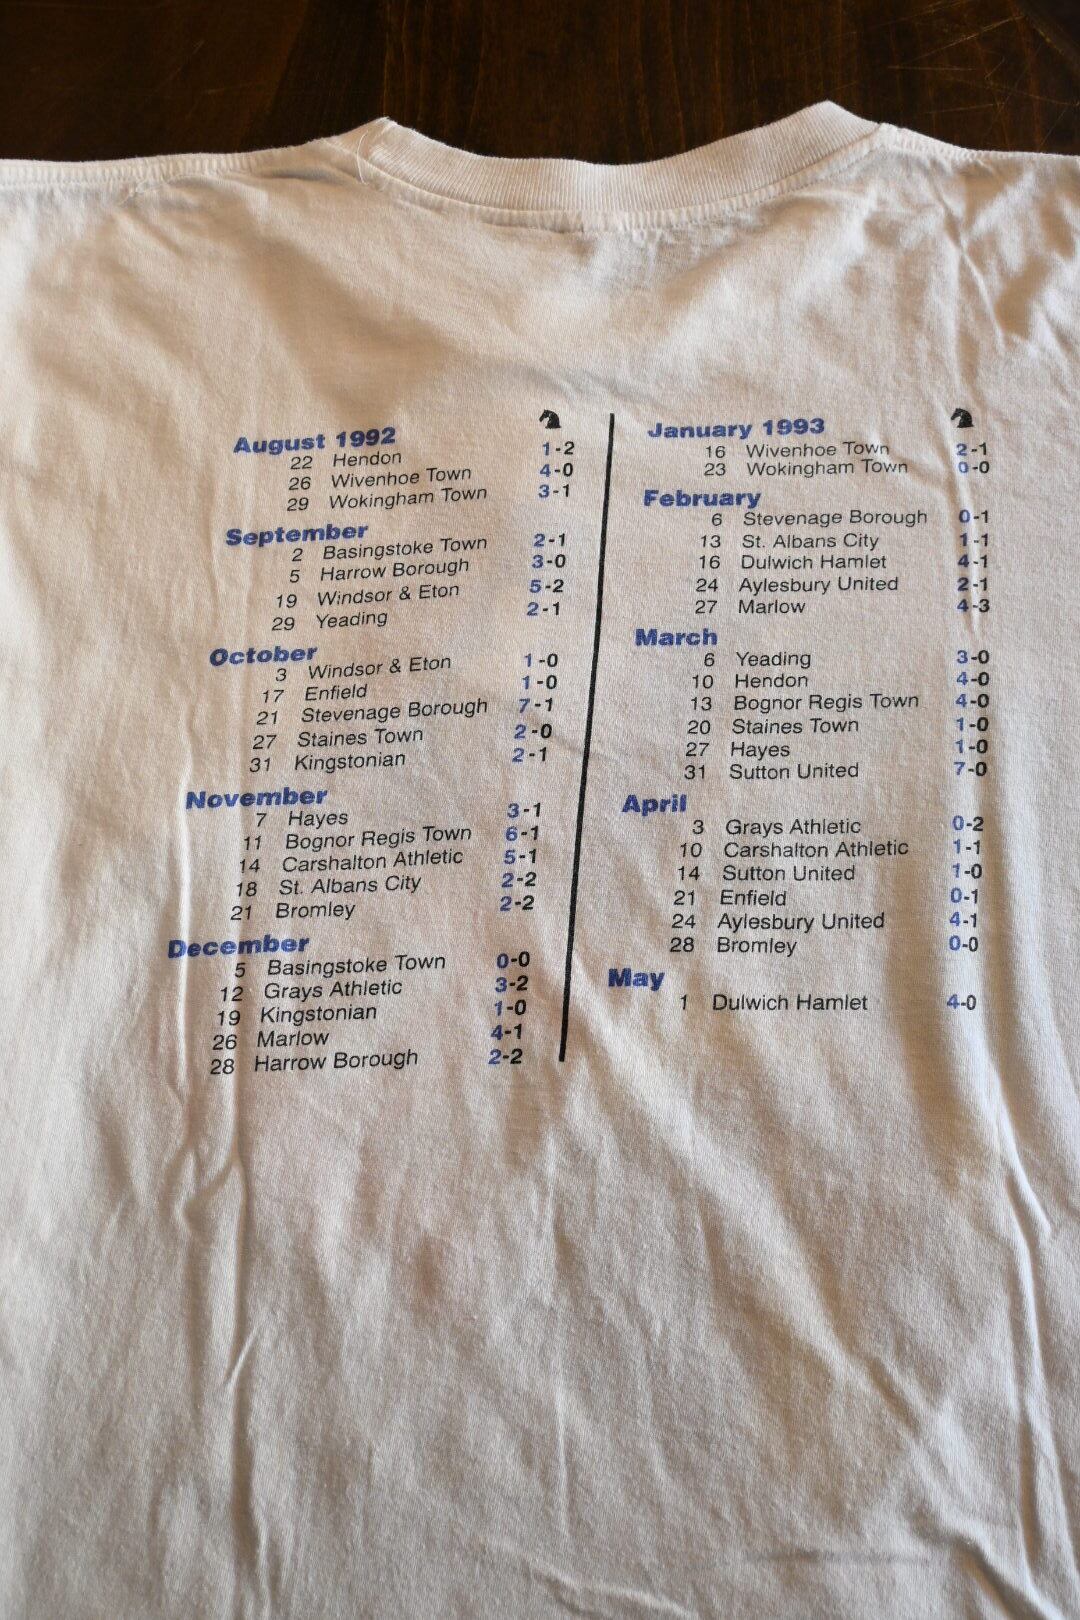 August 1992
22 Hendon 1-2
26 Wivenhoe Town 4-0
29 Wokingham Town 3-1
September
2 Basingstoke Town 2-1
5 Harrow Borough 3-0
19 Windsor & Eton 5-2
29 Yeading 2-1
October
3 Windsor & Eton 1-0
17 Enfield 1-0
21 Stevenage Borough 7-1
27 Staines Town 2-0
31 Kingstonian 2-1
November
7 Hayes 3-1
11 Bognor Regis Town 6-1
14 Carshalton Athletic 5-1
18 St. Albans City 2-2
21 Bromley 2-2
December
5 Basingstoke Town 0-0
12 Grays Athletic 3-2
19 Kingstonian 1-0
26 Marlow 4-1
28 Harrow Borough 2-2
January 1993
16 Wivenhoe Town 2-1
23 Wokingham Town 0-0
February
6 Stevenage Borough 0-1
13 St. Albans City 1-1
16 Dulwich Hamlet 4-1
24 Aylesbury United 2-1
27 Marlow 4-3
March
6 Yeading 3-0
10 Hendon 4-0
13 Bognor Regis Town 4-0
20 Staines Town 1-0
27 Hayes 1-0
31 Sutton United 7-0
April
3 Grays Athletic 0-2
10 Carshalton Athletic 1-1
14 Sutton United 1-0
21 Enfield 0-1
24 Aylesbury United 4-1
28 Bromley 0-0
May
1 Dulwich Hamlet 4-0